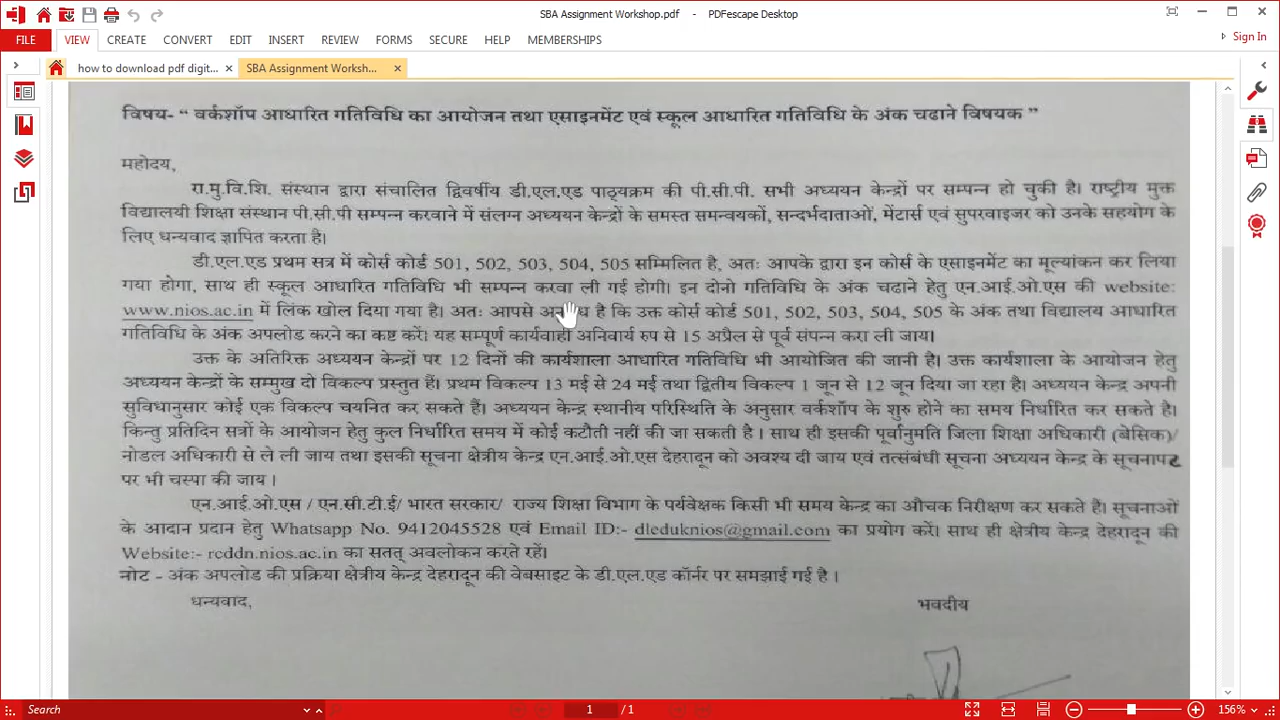 SBA Assignment Workshop.pdf - PDFescape Desktop
FILE VIEW CREATE CONVERT EDIT INSERT REVIEW FORMS SECURE HELP MEMBERSHIPS Sign In
how to download pdf digit... × SBA Assignment Worksh... ×
विषय- “ वर्कशॉप आधारित गतिविधि का आयोजन तथा एसाइनमेंट एवं स्कूल आधारित गतिविधि के अंक चढाने विषयक ”
महोदय,
रा.मु.वि.शि. संस्थान द्वारा संचालित द्विवर्षीय डी.एल.एड पाठ्यक्रम की पी.सी.पी. सभी अध्ययन केन्द्रों पर सम्पन्न हो चुकी है। राष्ट्रीय मुक्त
विद्यालयी शिक्षा संस्थान पी.सी.पी सम्पन्न करवाने में संलग्न अध्ययन केन्द्रों के समस्त समन्वयकों, सन्दर्भदाताओं, मेंटार्स एवं सुपरवाइजर को उनके सहयोग के
लिए धन्यवाद ज्ञापित करता है।
डी.एल.एड प्रथम सत्र में कोर्स कोर्ड 501, 502, 503, 504, 505 सम्मिलित है, अतः आपके द्वारा इन कोर्स के एसाइनमेंट का मूल्यांकन कर लिया
गया होगा, साथ ही स्कूल आधारित गतिविधि भी सम्पन्न करवा ली गई होगी। इन दोनो गतिविधि के अंक चढाने हेतु एन.आई.ओ.एस की website:
www.nios.ac.in में लिंक खोल दिया गया है। अतः आपसे है कि उक्त कोर्स कोर्ड 501, 502, 503, 504, 505 के अंक तथा विद्यालय आधारित
गतिविधि के अंक अपलोड करने का कष्ट करें। यह सम्पूर्ण कार्यवाही अनिवार्य रुप से 15 अप्रैल से पूर्व संपन्न करा ली जाय।
उक्त के अतिरिक्त अध्ययन केन्द्रों पर 12 दिनों की कार्यशाला आधारित गतिविधि भी आयोजित की जानी है। उक्त कार्यशाला के आयोजन हेतु
अध्ययन केन्द्रों के सम्मुख दो विकल्प प्रस्तुत हैं। प्रथम विकल्प 13 मई से 24 मई तथा द्वितीय विकल्प 1 जून से 12 जून दिया जा रहा है। अध्ययन केन्द्र अपनी
सुविधानुसार कोई एक विकल्प चयनित कर सकते हैं। अध्ययन केन्द्र स्थानीय परिस्थिति के अनुसार वर्कशॉप के शुरु होने का समय निर्धारित कर सकते है।
किन्तु प्रतिदिन सत्रों के आयोजन हेतु कुल निर्धारित समय में कोई कटौती नहीं की जा सकती है । साथ ही इसकी पूर्वानुमति जिला शिक्षा अधिकारी (बेसिक)/
नोडल अधिकारी से ले ली जाय तथा इसकी सूचना क्षेत्रीय केन्द्र एन.आई.ओ.एस देहरादून को अवश्य दी जाय एवं तत्संबंधी सूचना अध्ययन केन्द्र के सूचनापट
पर भी चस्पा की जाय ।
एन.आई.ओ.एस / एन.सी.टी.ई/ भारत सरकार/ राज्य शिक्षा विभाग के पर्यवेक्षक किसी भी समय केन्द्र का औचक निरीक्षण कर सकते हैं। सूचनाओं
के आदान प्रदान हेतु Whatsapp No. 9412045528 एवं Email ID:- dleduknios@gmail.com का प्रयोग करें। साथ ही क्षेत्रीय केन्द्र देहरादून की
Website:- rcddn.nios.ac.in का सतत् अवलोकन करते रहें।
नोट - अंक अपलोड की प्रक्रिया क्षेत्रीय केन्द्र देहरादून की वेबसाइट के डी.एल.एड कॉर्नर पर समझाई गई है ।
धन्यवाद,
भवदीय
Search 1 / 1 156%